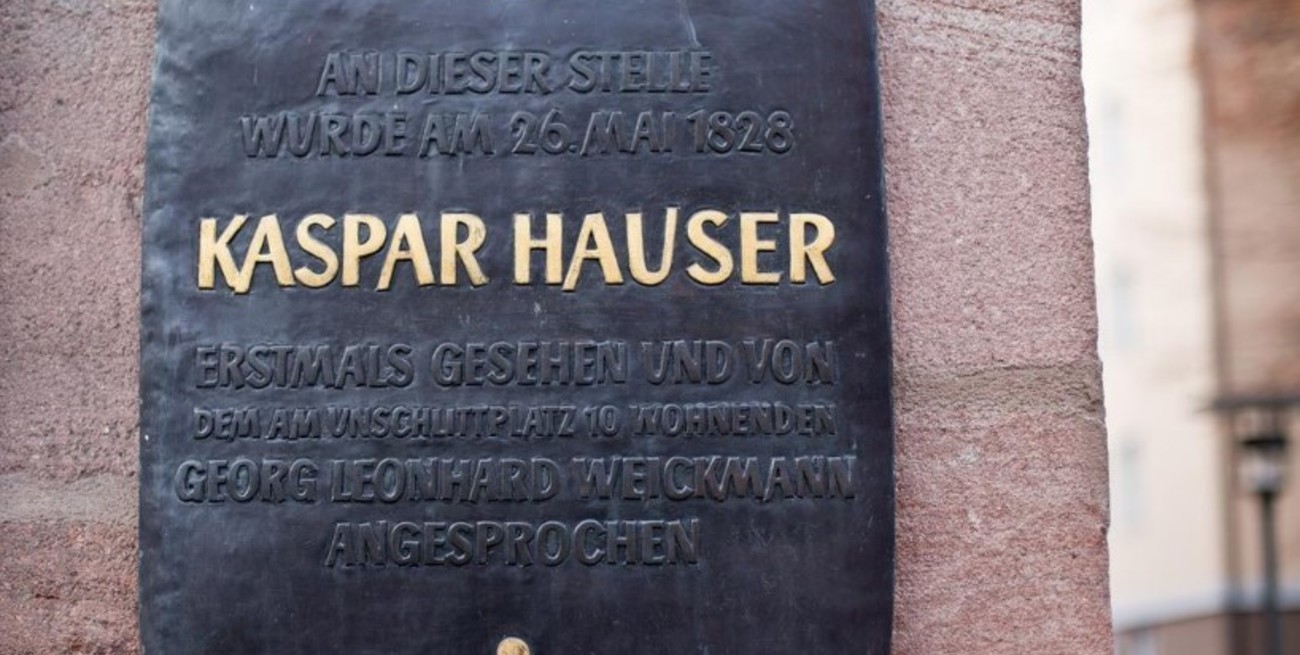 AN DIESER STELLE
WURDE AM 26. MAI 1828
KASPAR HAUSER
ERSTMALS GESEHEN UND VON
DEM AM UNSCHLITTPLATZ 10 WOHNENDEN
GEORG LEONHARD WEICKMANN
ANGESPROCHEN